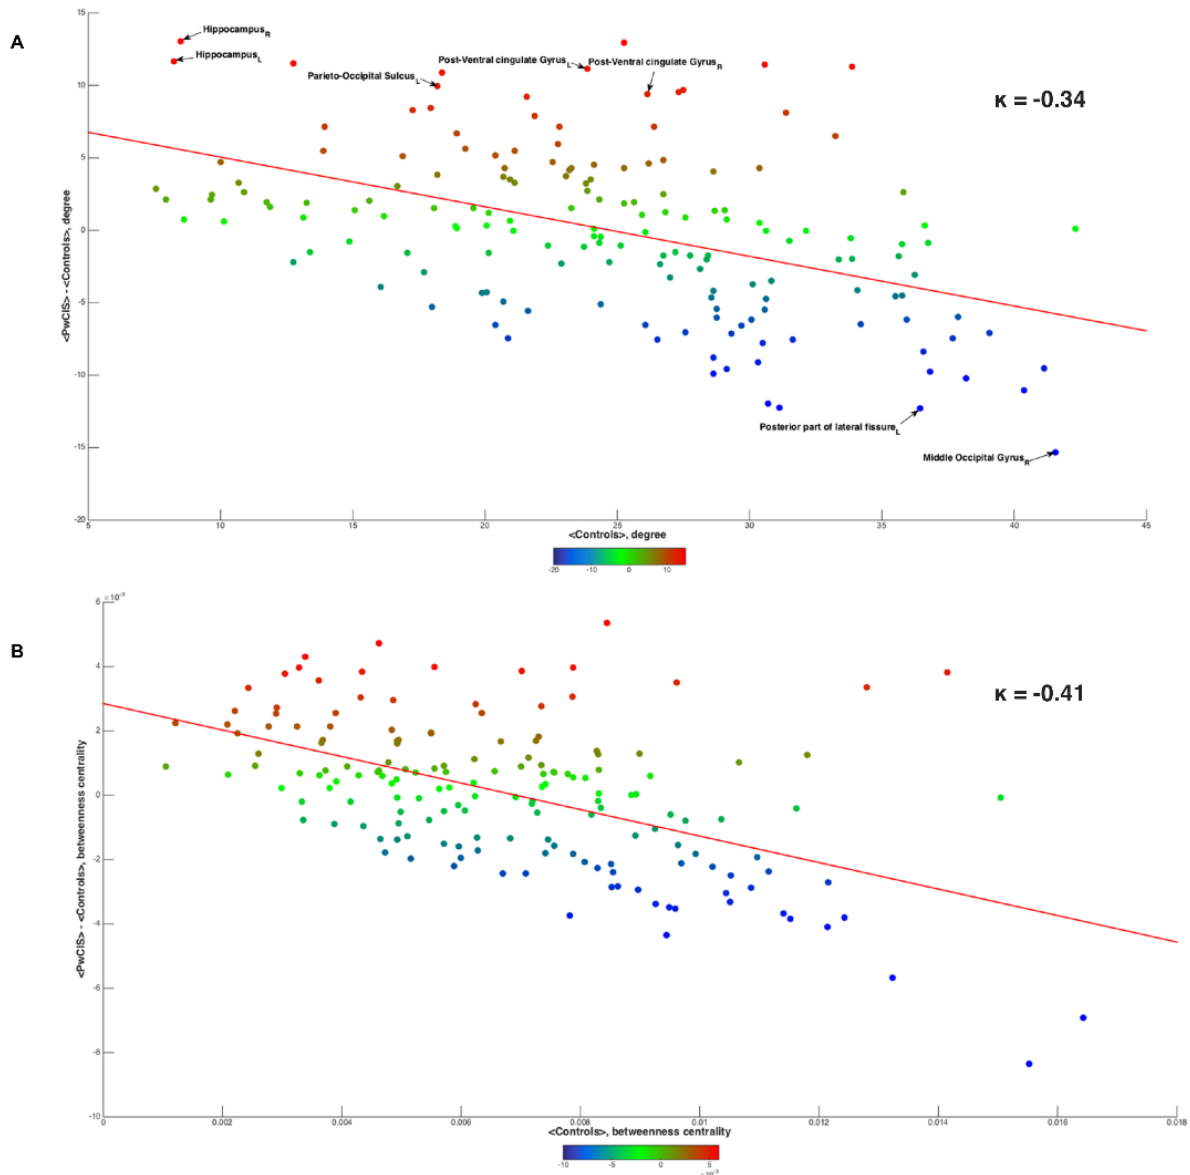 A
15
10
5
0
-5
-10
-15
-20
<PwCIS> - <Controls>, degree
Hippocampus R
Hippocampus L
Parieto-Occipital Sulcus L
Post-Ventral cingulate Gyrus L
Post-Ventral cingulate Gyrus R
κ = -0.34
Posterior part of lateral fissure L
Middle Occipital Gyrus R
5 10 15 20 25 30 35 40 45
<Controls>, degree
-20 -10 0 10
B
6 ×10⁻³
4
2
0
-2
-4
-6
-8
-10
<PwCIS> - <Controls>, betweenness centrality
κ = -0.41
0 0.002 0.004 0.006 0.008 0.01 0.012 0.014 0.016 0.018
<Controls>, betweenness centrality
-10 -5 0 5
×10⁻³